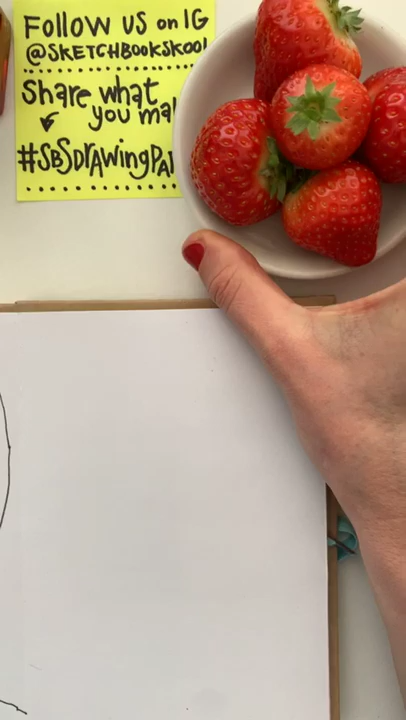 Follow us on IG
@SKETCHBOOKSKOOL
Share what
you ma
#SBSDrawingPa